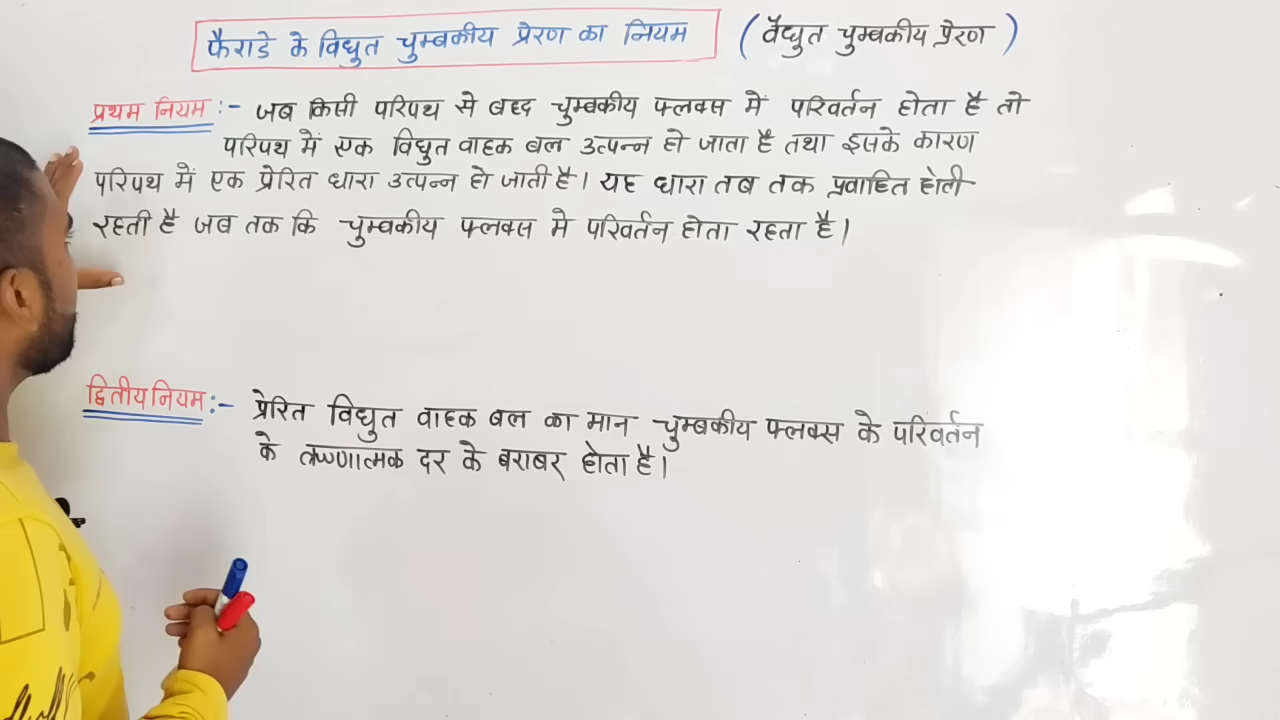 फैराडे के विद्युत चुम्बकीय प्रेरण का नियम (वैद्युत चुम्बकीय प्रेरण)
प्रथम नियम :- जब किसी परिपथ से बद्द चुम्बकीय फ्लक्स में परिवर्तन होता है तो
परिपथ में एक विद्युत वाहक बल उत्पन्न हो जाता है तथा इसके कारण
परिपथ में एक प्रेरित धारा उत्पन्न हो जाती है। यह धारा तब तक प्रवाहित होती
रहती है जब तक कि चुम्बकीय फ्लक्स मे परिवर्तन होता रहता है।
द्वितीय नियम :- प्रेरित विद्युत वाहक बल का मान चुम्बकीय फ्लक्स के परिवर्तन
के ऋणात्मक दर के बराबर होता है।